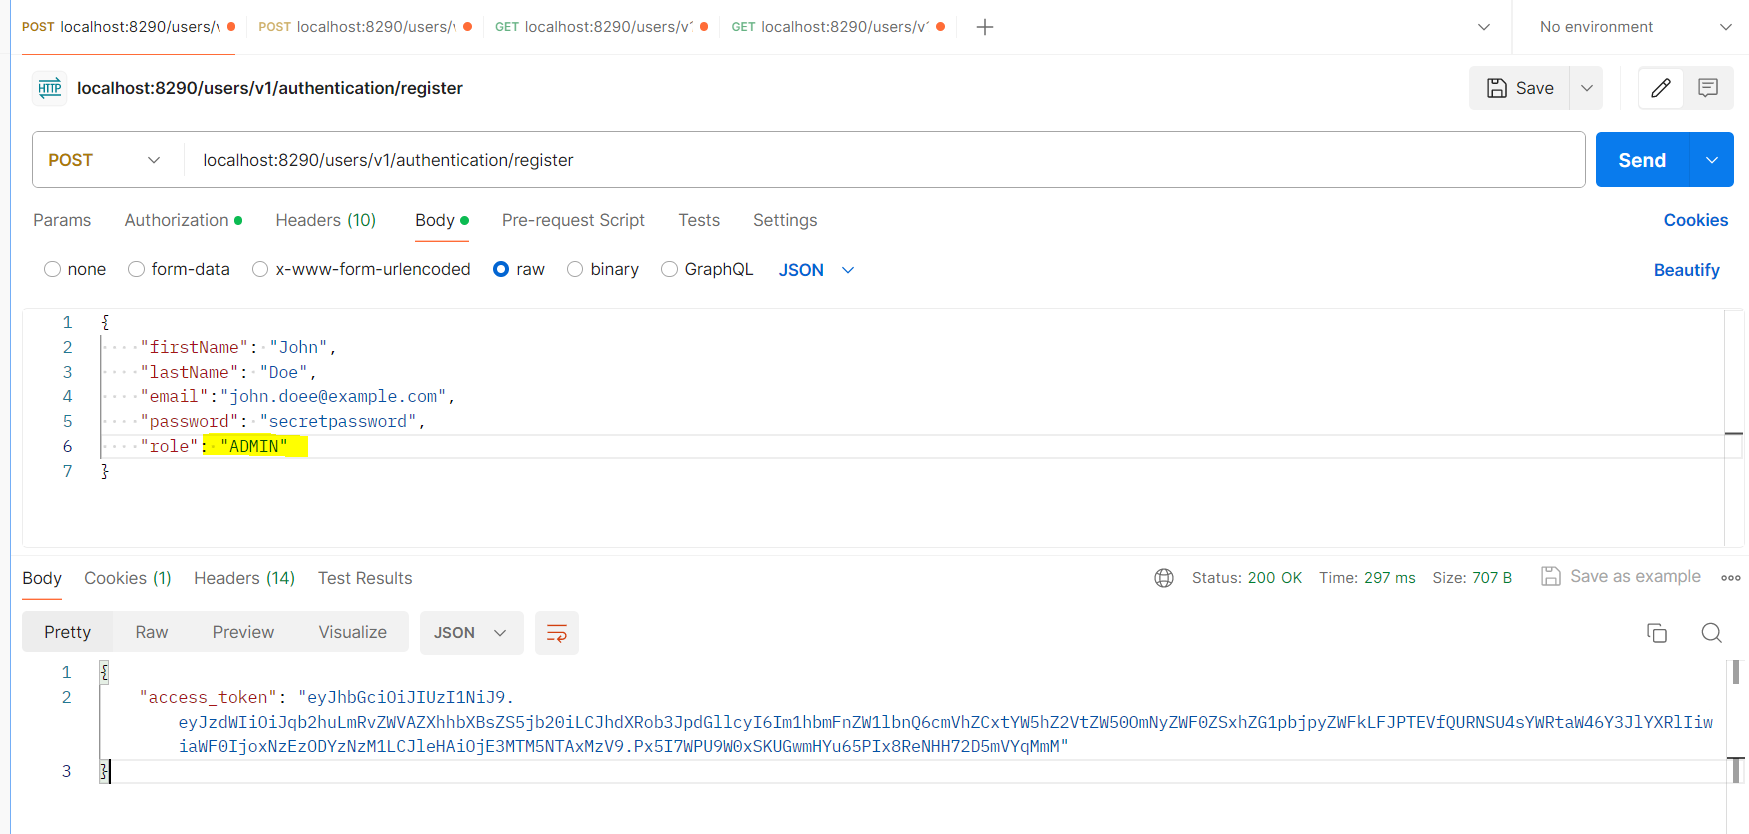 POST localhost:8290/users/v POST localhost:8290/users/v GET localhost:8290/users/v1 GET localhost:8290/users/v1 No environment
HTTP localhost:8290/users/v1/authentication/register Save
POST localhost:8290/users/v1/authentication/register Send
Params Authorization Headers (10) Body Pre-request Script Tests Settings Cookies
none form-data x-www-form-urlencoded raw binary GraphQL JSON Beautify
1 {
2 "firstName": "John",
3 "lastName": "Doe",
4 "email":"john.doee@example.com",
5 "password": "secretpassword",
6 "role": "ADMIN"
7 }
Body Cookies (1) Headers (14) Test Results Status: 200 OK Time: 297 ms Size: 707 B Save as example
Pretty Raw Preview Visualize JSON
1 {
2 "access_token": "eyJhbGciOiJIUzI1NiJ9.
eyJzdWIiOiJqb2huLmRvZWVAZXhhbXBsZS5jb20iLCJhdXRob3JpdGllcyI6Im1hbmFnZW1lbnQ6cmVhZCxtYW5hZ2VtZW50OmNyZWF0ZSxhZG1pbjpyZWFkLFJPTEVfQURNSU4sYWRtaW46Y3JlYXRlIiw
iaWF0IjoxNzEzODYzNzM1LCJleHAiOjE3MTM5NTAxMzV9.Px5I7WPU9W0xSKUGwmHYu65PIx8ReNHH72D5mVYqMmM"
3 }